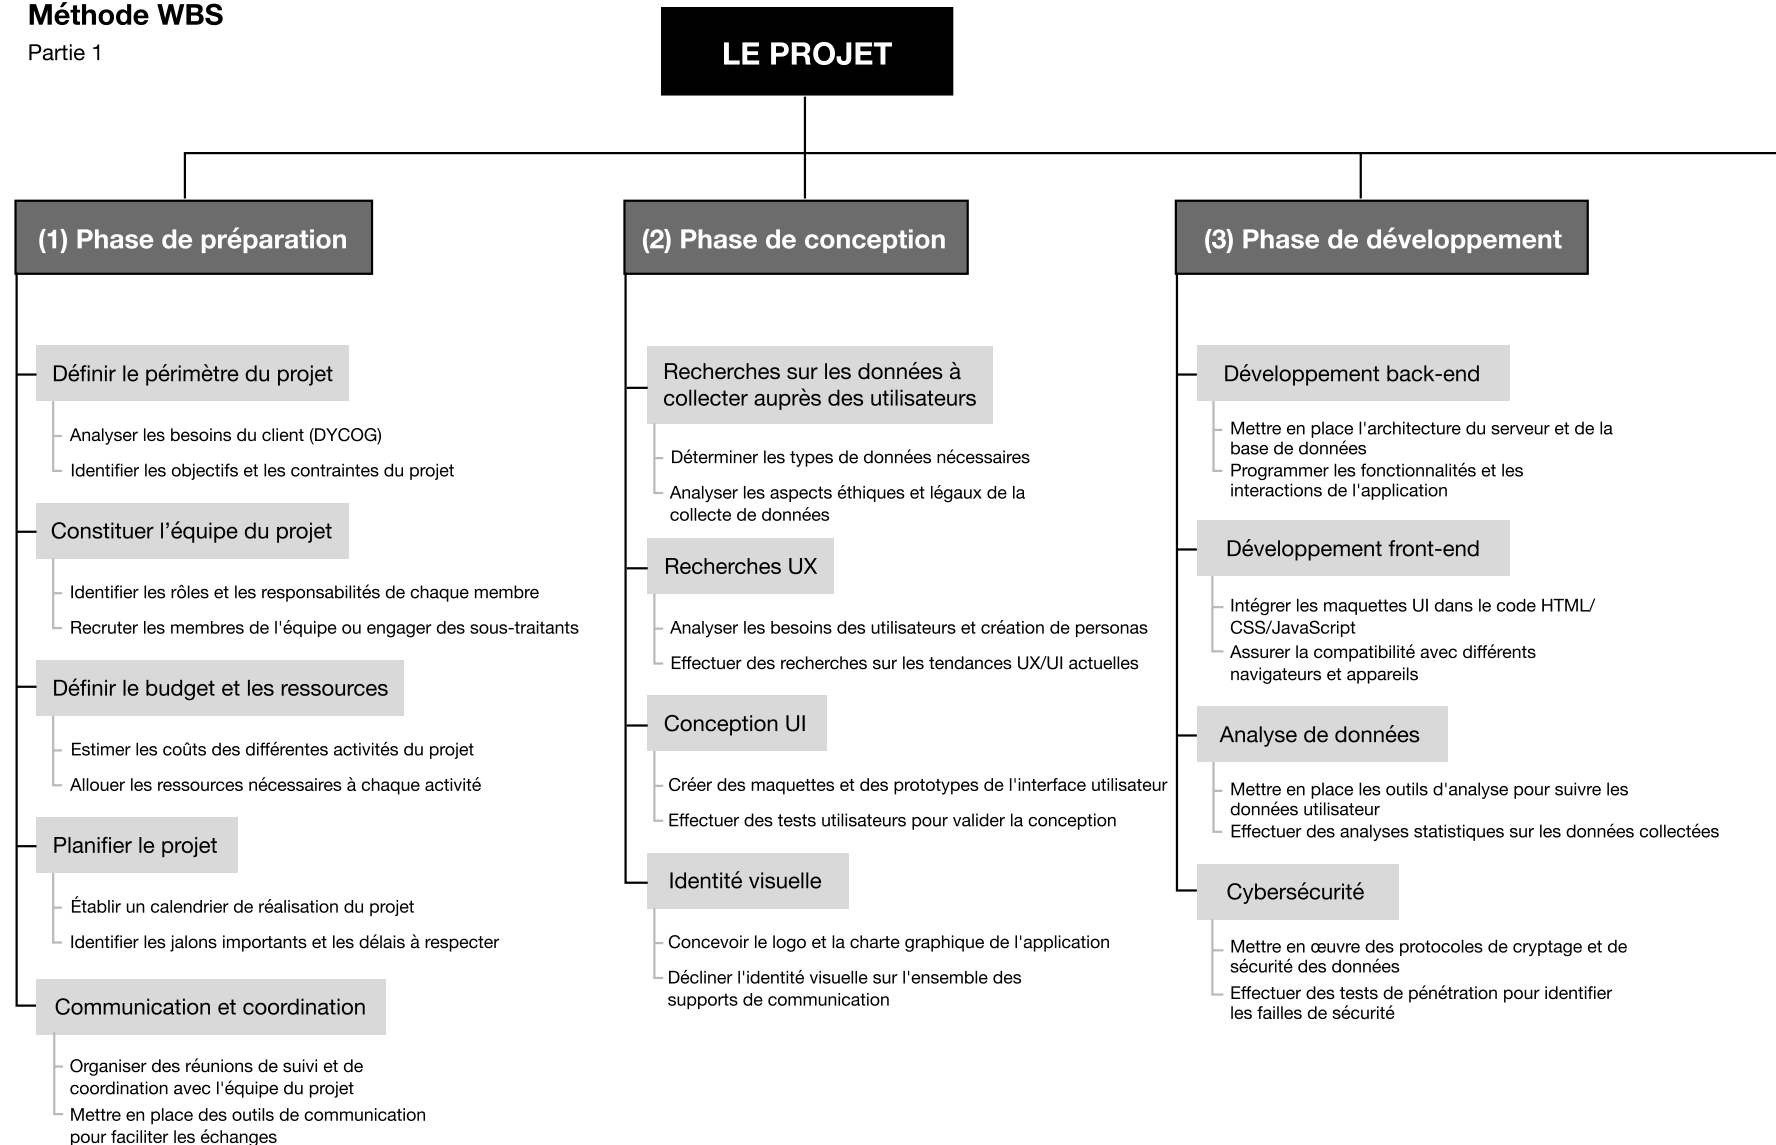 Méthode WBS
Partie 1
LE PROJET
(1) Phase de préparation
Définir le périmètre du projet
Analyser les besoins du client (DYCOG)
Identifier les objectifs et les contraintes du projet
Constituer l’équipe du projet
Identifier les rôles et les responsabilités de chaque membre
Recruter les membres de l'équipe ou engager des sous-traitants
Définir le budget et les ressources
Estimer les coûts des différentes activités du projet
Allouer les ressources nécessaires à chaque activité
Planifier le projet
Établir un calendrier de réalisation du projet
Identifier les jalons importants et les délais à respecter
Communication et coordination
Organiser des réunions de suivi et de
coordination avec l'équipe du projet
Mettre en place des outils de communication
pour faciliter les échanges
(2) Phase de conception
Recherches sur les données à
collecter auprès des utilisateurs
Déterminer les types de données nécessaires
Analyser les aspects éthiques et légaux de la
collecte de données
Recherches UX
Analyser les besoins des utilisateurs et création de personas
Effectuer des recherches sur les tendances UX/UI actuelles
Conception UI
Créer des maquettes et des prototypes de l'interface utilisateur
Effectuer des tests utilisateurs pour valider la conception
Identité visuelle
Concevoir le logo et la charte graphique de l'application
Décliner l'identité visuelle sur l'ensemble des
supports de communication
(3) Phase de développement
Développement back-end
Mettre en place l'architecture du serveur et de la
base de données
Programmer les fonctionnalités et les
interactions de l'application
Développement front-end
Intégrer les maquettes UI dans le code HTML/
CSS/JavaScript
Assurer la compatibilité avec différents
navigateurs et appareils
Analyse de données
Mettre en place les outils d'analyse pour suivre les
données utilisateur
Effectuer des analyses statistiques sur les données collectées
Cybersécurité
Mettre en œuvre des protocoles de cryptage et de
sécurité des données
Effectuer des tests de pénétration pour identifier
les failles de sécurité